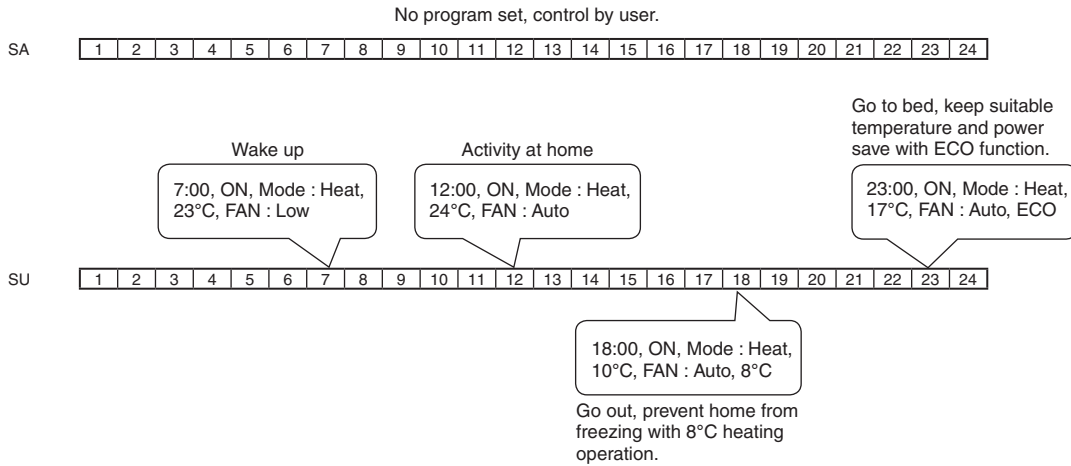 No program set, control by user.
SA 1 2 3 4 5 6 7 8 9 10 11 12 13 14 15 16 17 18 19 20 21 22 23 24
Go to bed, keep suitable
temperature and power
save with ECO function.
Wake up
Activity at home
7:00, ON, Mode : Heat,
23°C, FAN : Low
12:00, ON, Mode : Heat,
24°C, FAN : Auto
23:00, ON, Mode : Heat,
17°C, FAN : Auto, ECO
SU 1 2 3 4 5 6 7 8 9 10 11 12 13 14 15 16 17 18 19 20 21 22 23 24
18:00, ON, Mode : Heat,
10°C, FAN : Auto, 8°C
Go out, prevent home from
freezing with 8°C heating
operation.